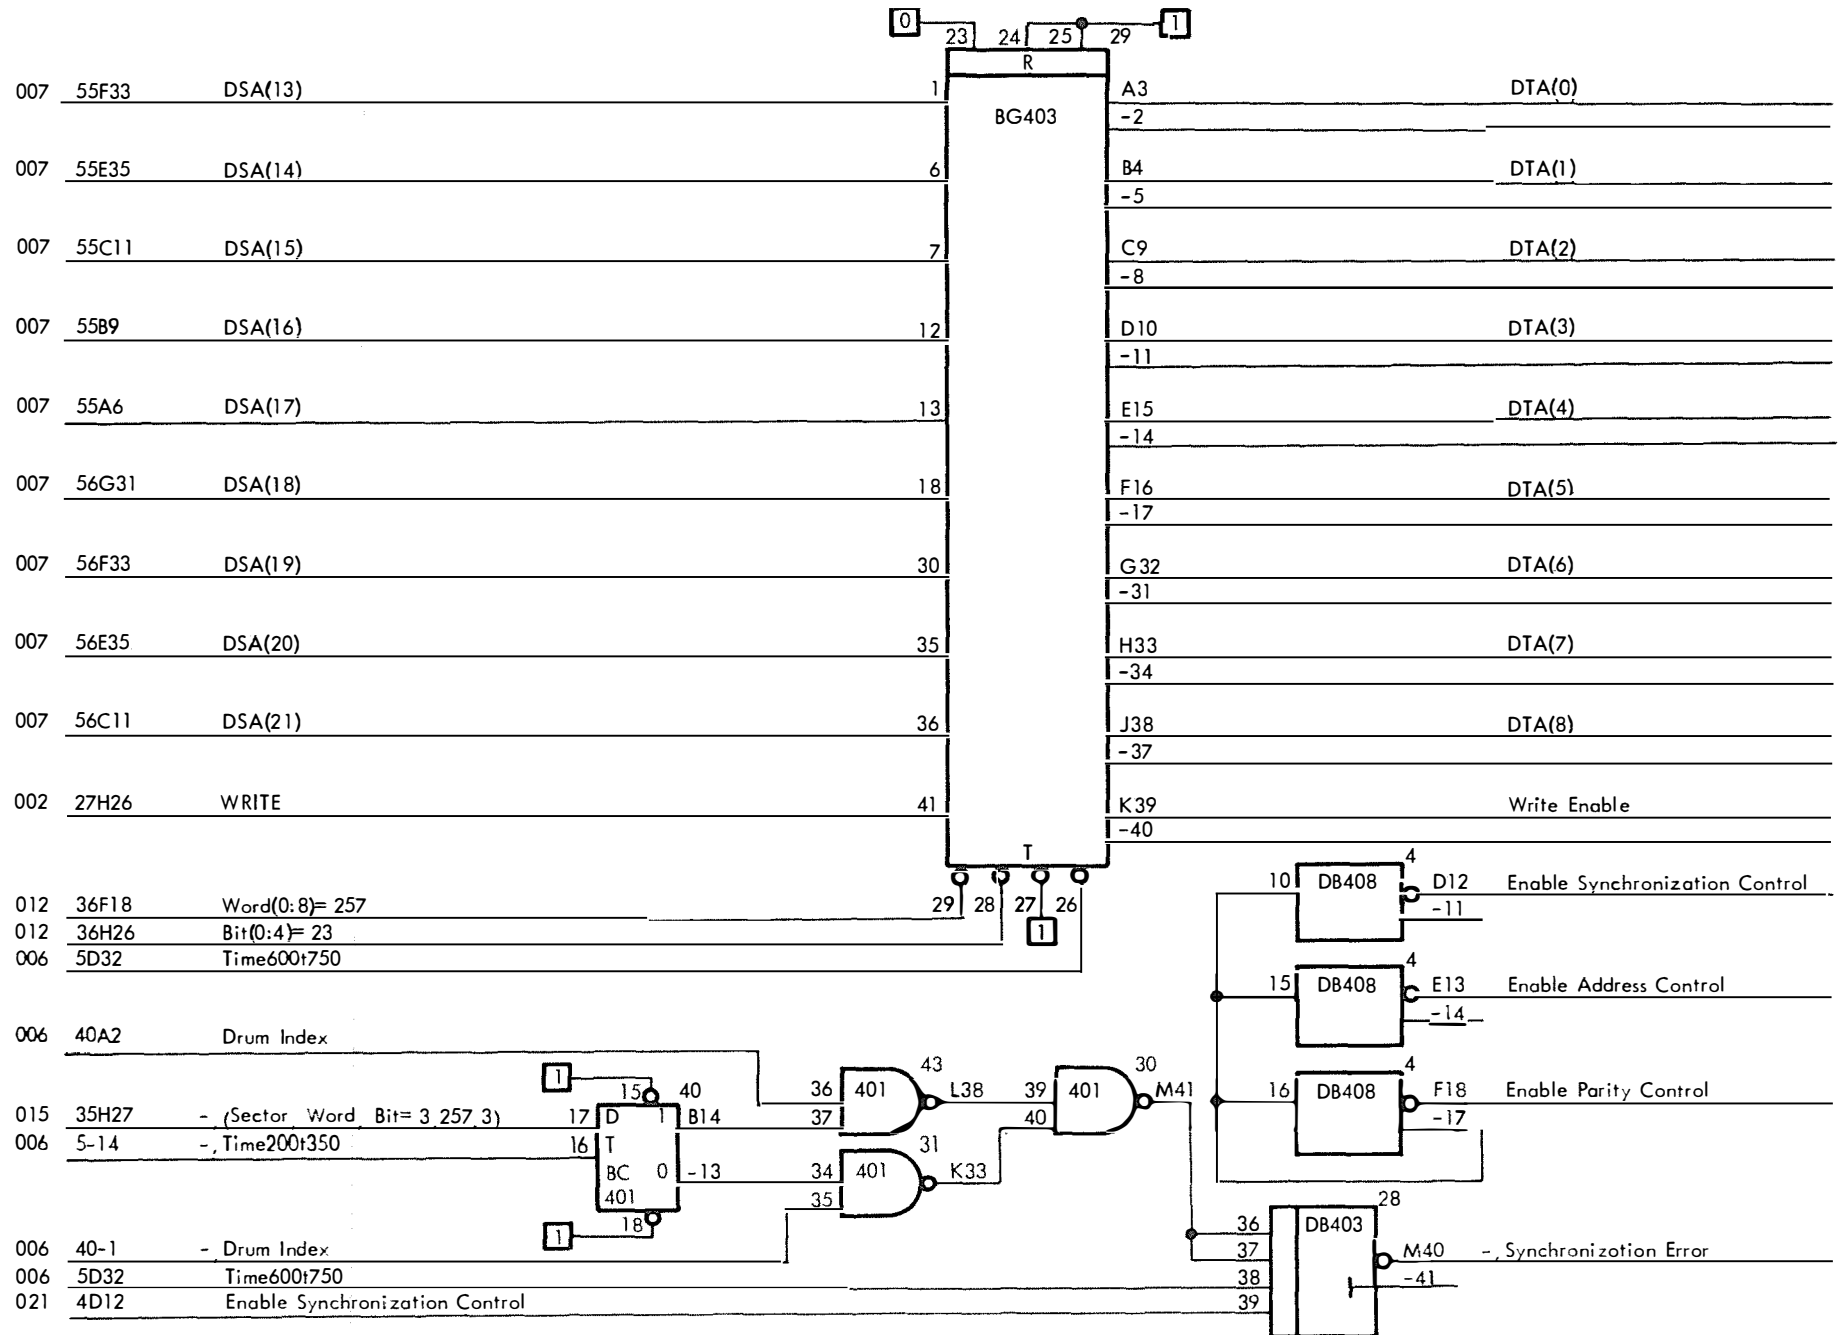 0 1
23 24 25 29
R
007 55F33 DSA(13) 1 A3 DTA(0)
BG403 -2
007 55E35 DSA(14) 6 B4 DTA(1)
-5
007 55C11 DSA(15) 7 C9 DTA(2)
-8
007 55B9 DSA(16) 12 D10 DTA(3)
-11
007 55A6 DSA(17) 13 E15 DTA(4)
-14
007 56G31 DSA(18) 18 F16 DTA(5)
-17
007 56F33 DSA(19) 30 G32 DTA(6)
-31
007 56E35 DSA(20) 35 H33 DTA(7)
-34
007 56C11 DSA(21) 36 J38 DTA(8)
-37
002 27H26 WRITE 41 K39 Write Enable
-40
T 4
10 DB408 D12 Enable Synchronization Control
012 36F18 Word(0:8)= 257 29 28 27 26 -11
012 36H26 Bit(0:4)= 23 1
006 5D32 Time600t750 4
15 DB408 E13 Enable Address Control
-14
006 40A2 Drum Index
1 15 40 43 30 4
36 401 L38 39 401 M41 16 DB408 F18 Enable Parity Control
015 35H27 -, (Sector, Word, Bit= 3,257,3) 17 D 1 B14 37 40 -17
006 5-14 -, Time200t350 16 T 31
BC 0 -13 34 401 K33
401 35 28
1 18 36 DB403
006 40-1 -, Drum Index 37 M40 -, Synchronization Error
006 5D32 Time600t750 38 -41
021 4D12 Enable Synchronization Control 39